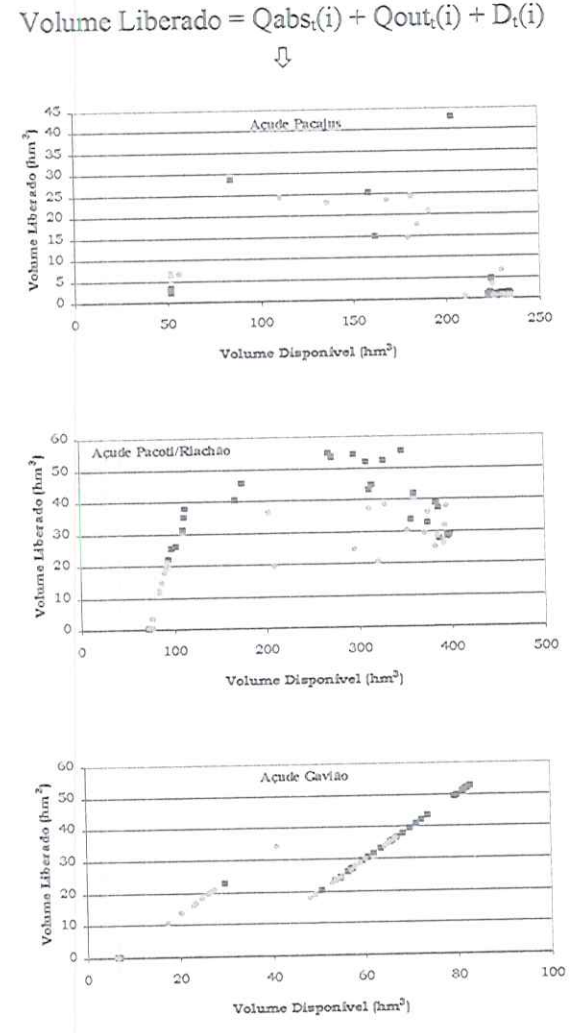 Volume Liberado = Qabsₜ(i) + Qoutₜ(i) + Dₜ(i)
⇩
Açude Pacajus
Volume Liberado (hm³)
45
40
35
30
25
20
15
10
5
0
0 50 100 150 200 250
Volume Disponível (hm³)
Açude Pacoti/Riachão
Volume Liberado (hm³)
60
50
40
30
20
10
0
0 100 200 300 400 500
Volume Disponível (hm³)
Açude Gavião
Volume Liberado (hm³)
60
50
40
30
20
10
0
0 20 40 60 80 100
Volume Disponível (hm³)